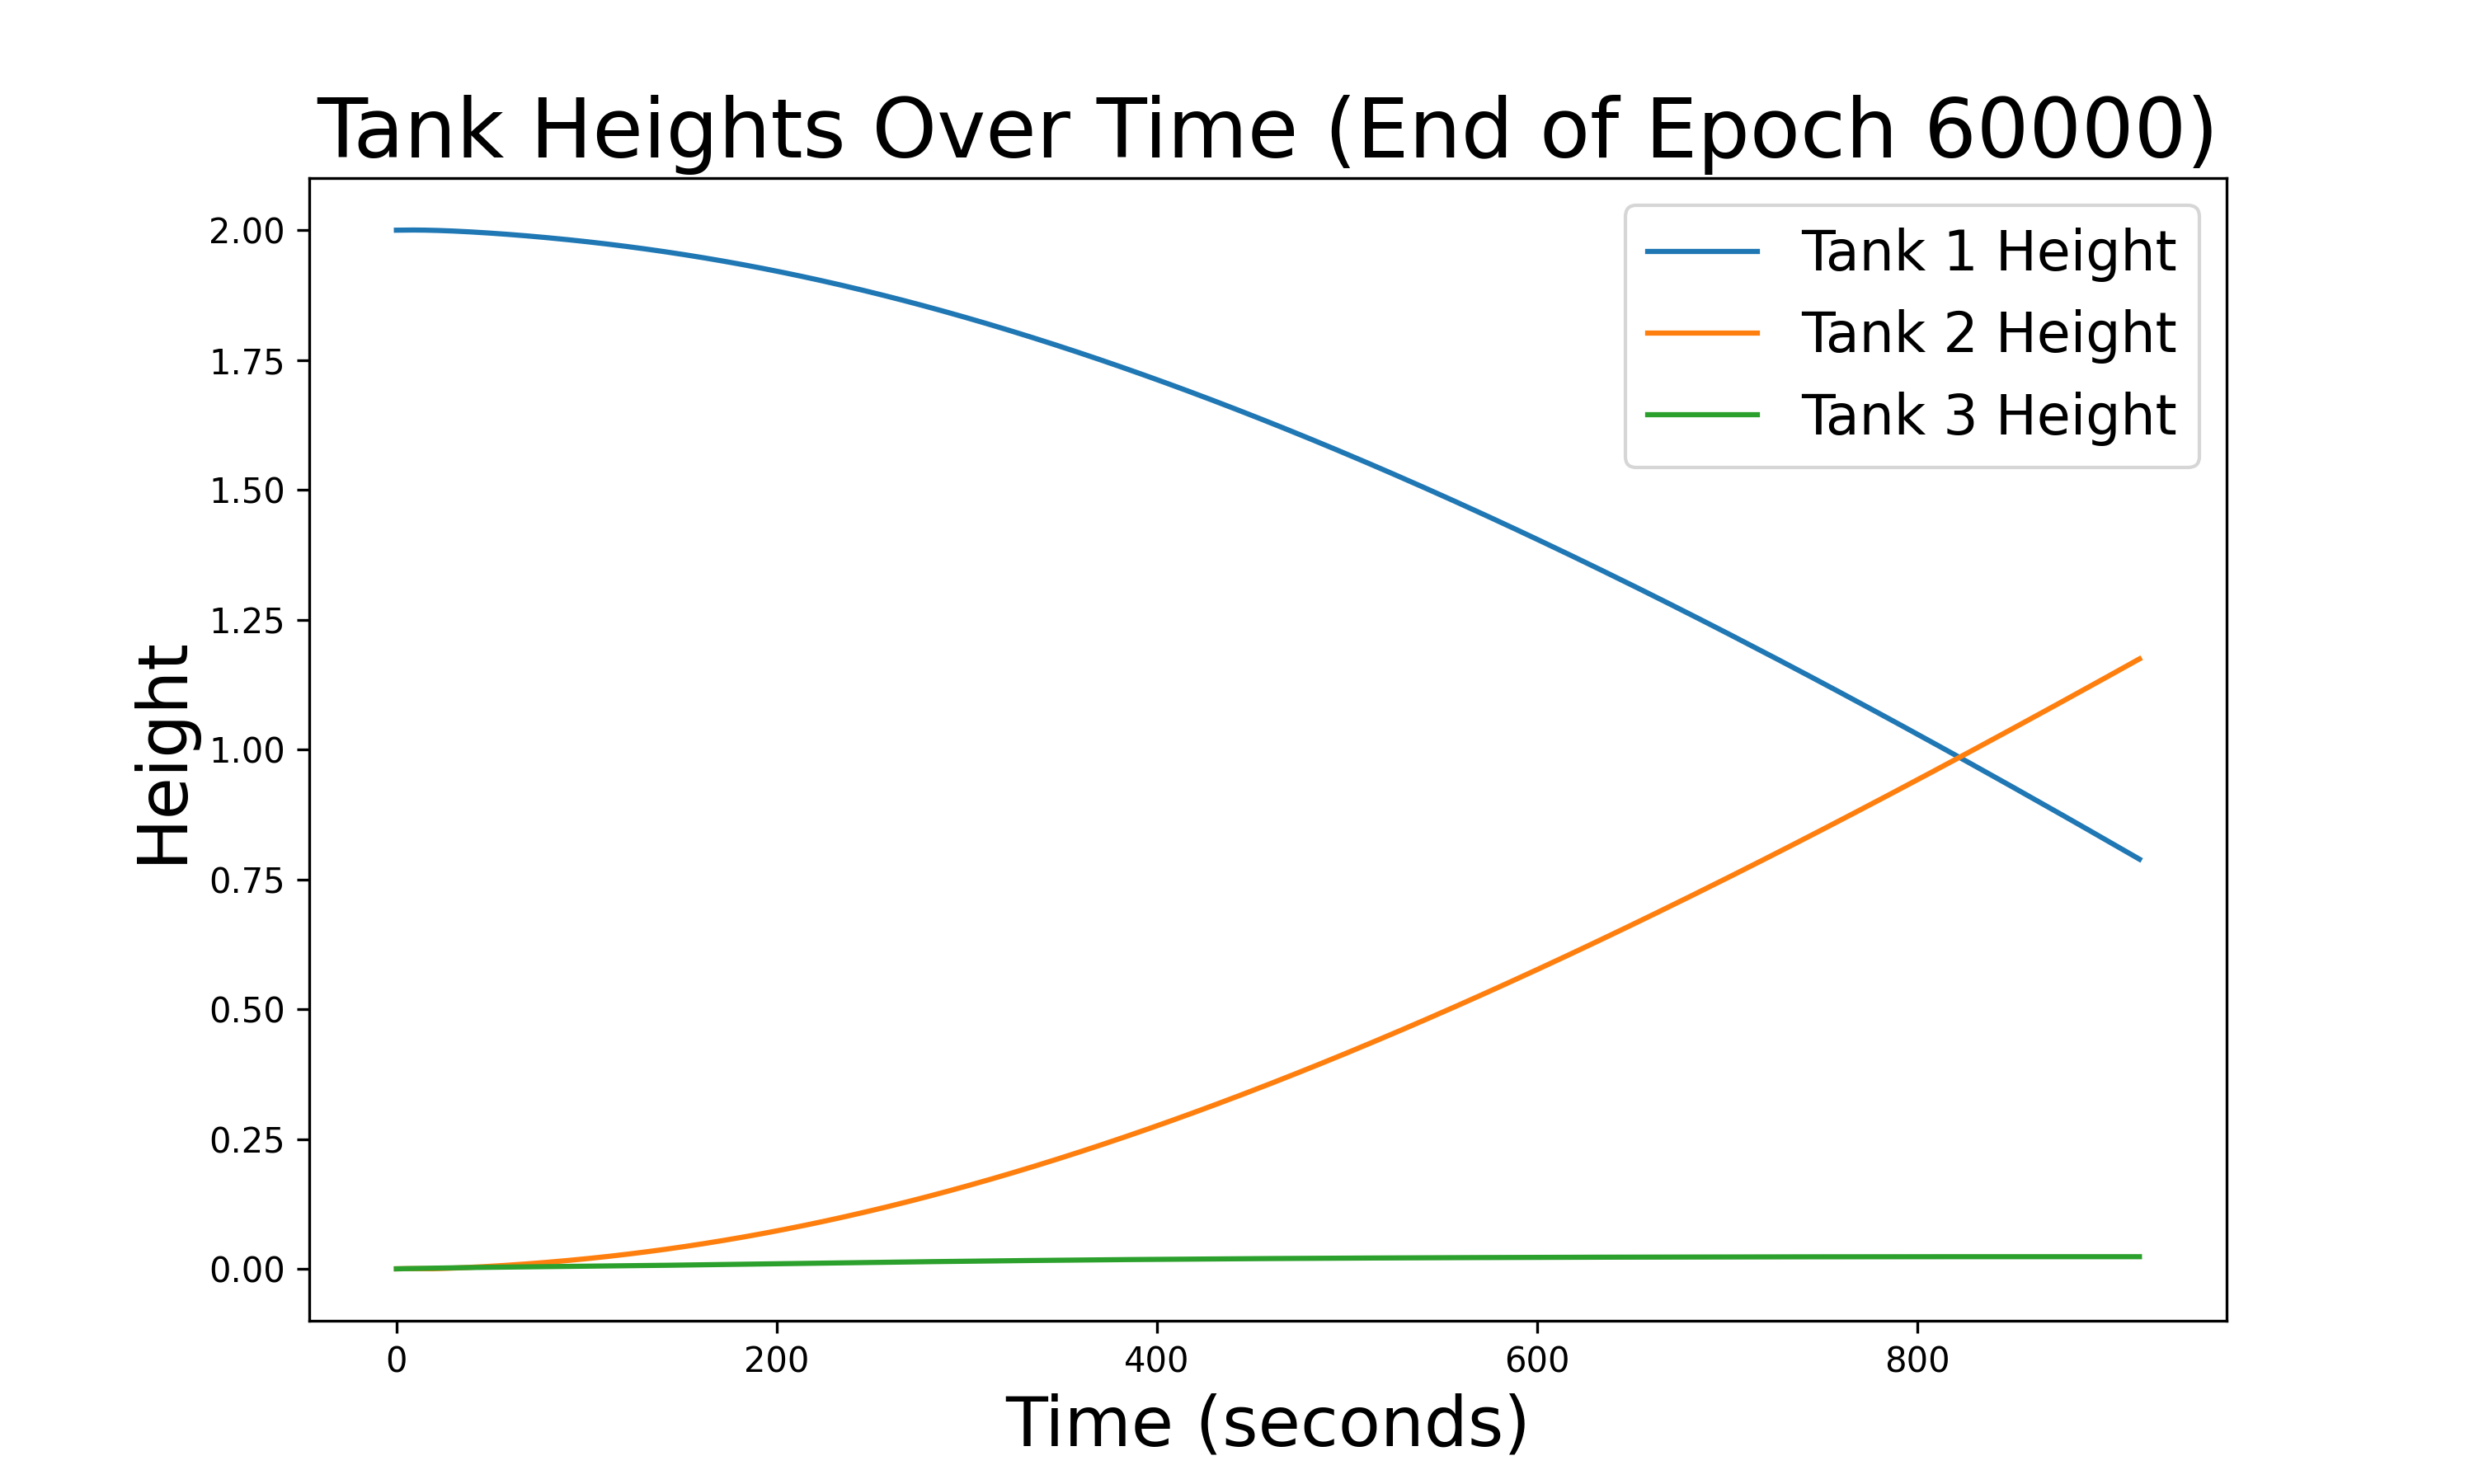 Tank Heights Over Time (End of Epoch 60000)
Tank 1 Height
Tank 2 Height
Tank 3 Height
Height
2.00
1.75
1.50
1.25
1.00
0.75
0.50
0.25
0.00
0 200 400 600 800
Time (seconds)